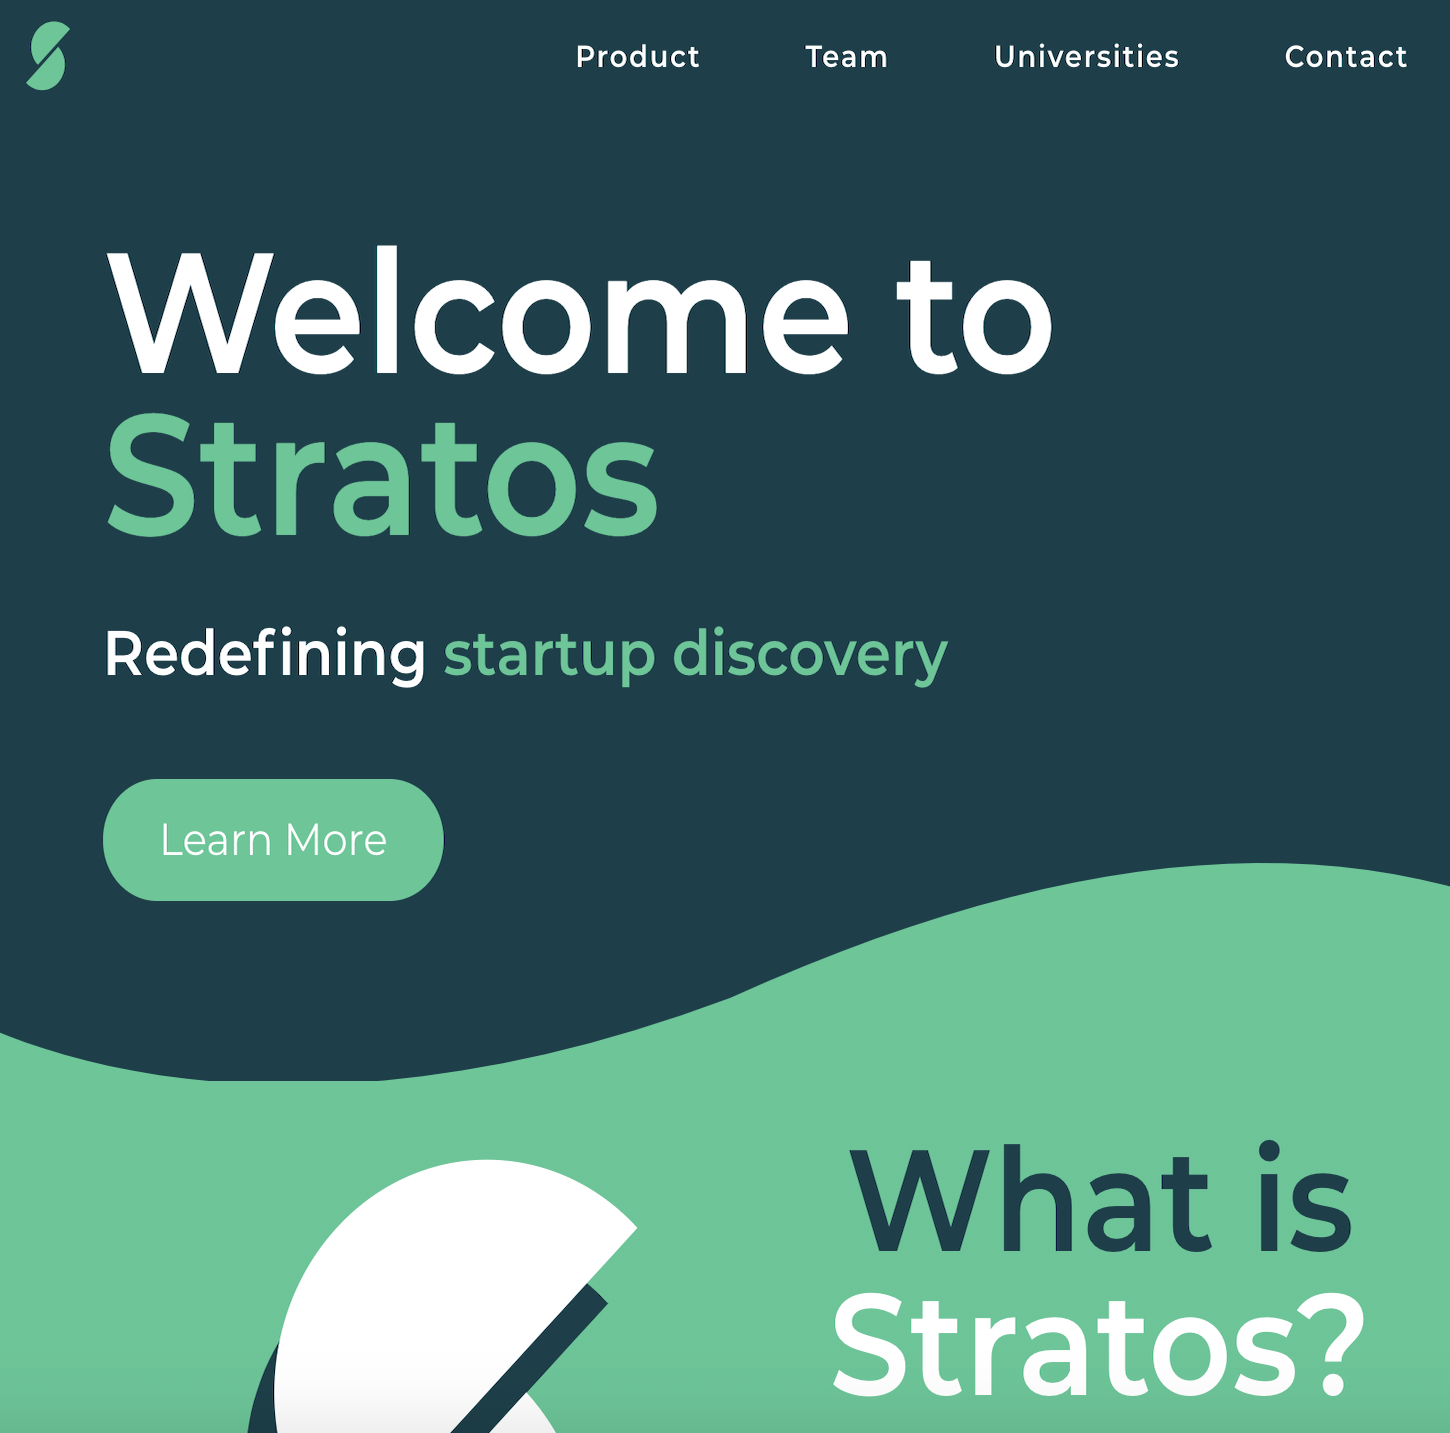 Product Team Universities Contact
Welcome to
Stratos
Redefining startup discovery
Learn More
What is
Stratos?